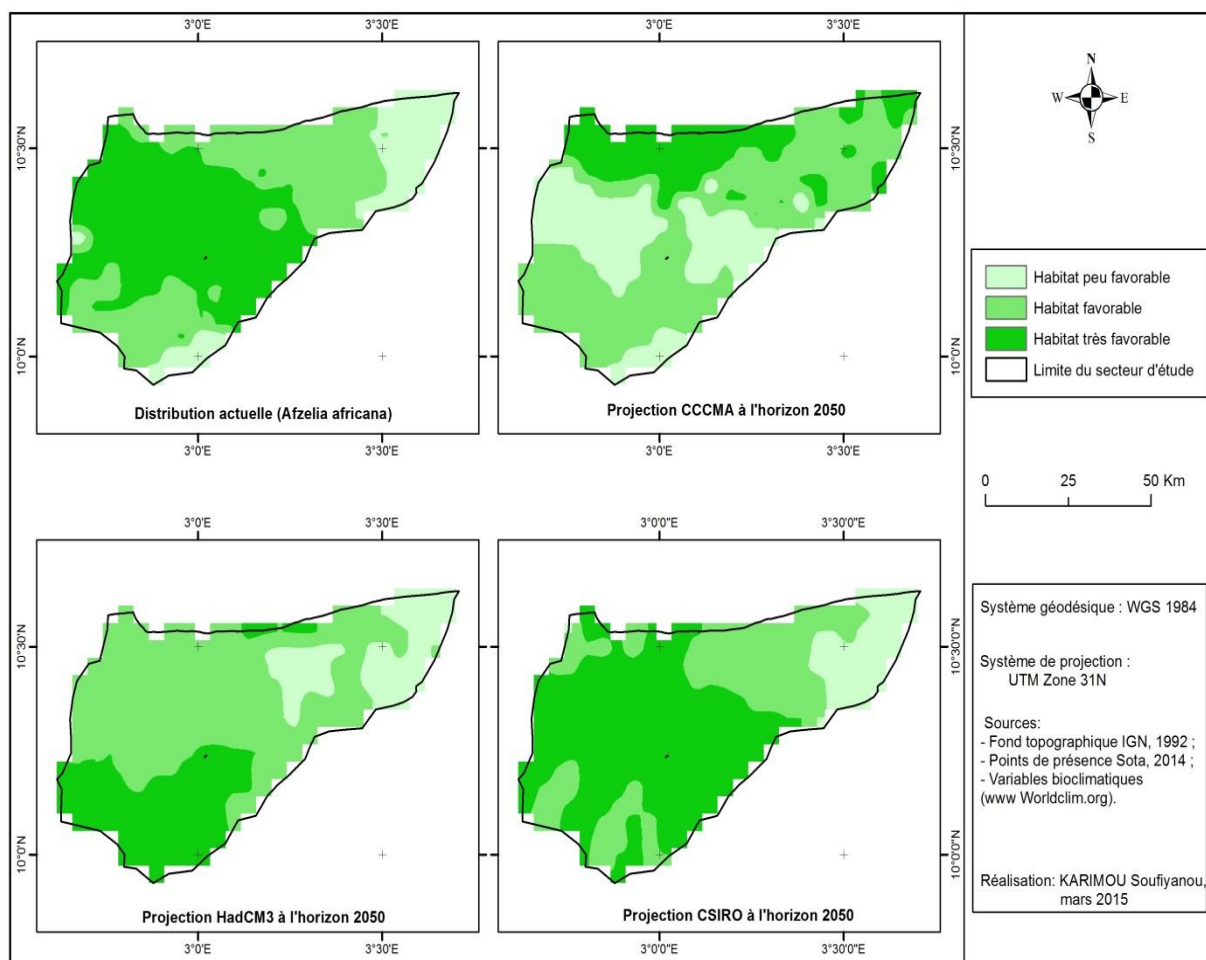 3°0'E
3°30'E
3°0'E
3°30'E
10°30'N
10°0'N
10°30'N
10°0'N
Distribution actuelle (Afzelia africana)
Projection CCCMA à l'horizon 2050
3°0'E
3°30'E
3°0'E
3°30'E
3°0'E
3°30'E
3°0'0"E
3°30'0"E
10°30'N
10°0'N
10°30'0"N
10°0'0"N
Projection HadCM3 à l'horizon 2050
Projection CSIRO à l'horizon 2050
3°0'E
3°30'E
3°0'0"E
3°30'0"E
N
W
E
S
Habitat peu favorable
Habitat favorable
Habitat très favorable
Limite du secteur d'étude
0
25
50 Km
Système géodésique : WGS 1984
Système de projection :
UTM Zone 31N
Sources:
- Fond topographique IGN, 1992 ;
- Points de présence Sota, 2014 ;
- Variables bioclimatiques
(www Worldclim.org).
Réalisation: KARIMOU Soufiyanou,
mars 2015